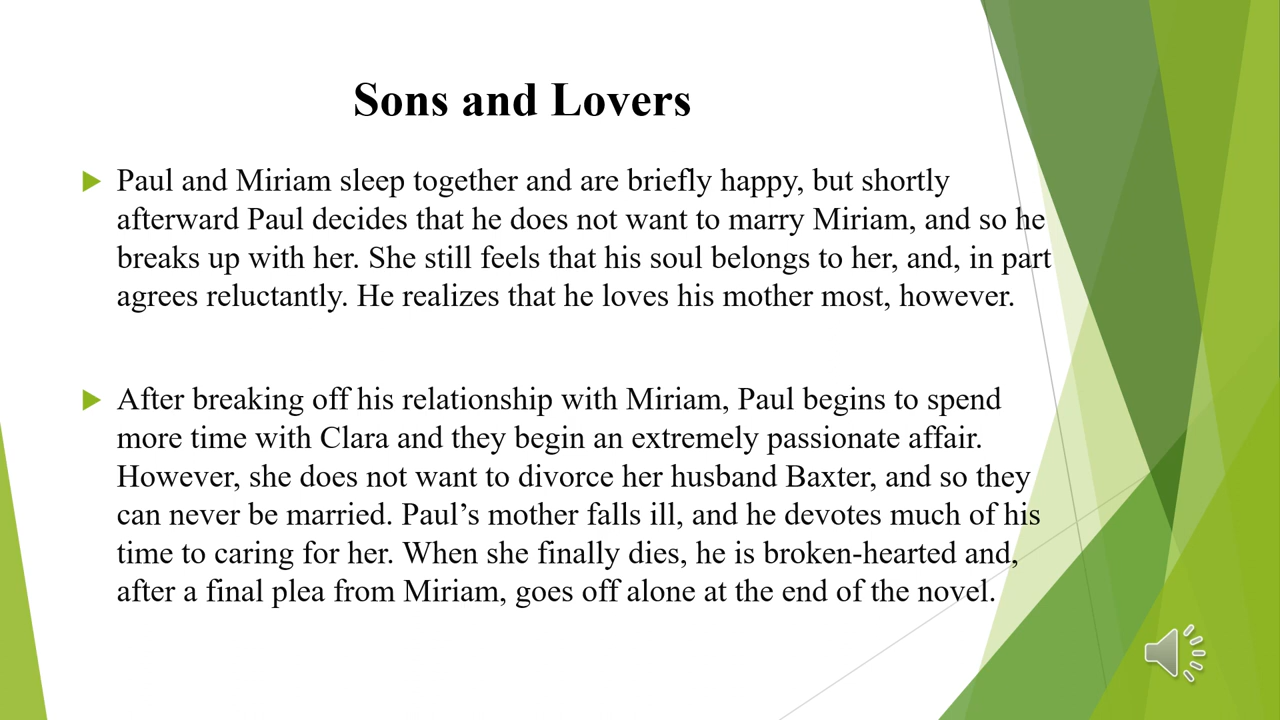 Sons and Lovers
Paul and Miriam sleep together and are briefly happy, but shortly
afterward Paul decides that he does not want to marry Miriam, and so he
breaks up with her. She still feels that his soul belongs to her, and, in part
agrees reluctantly. He realizes that he loves his mother most, however.
After breaking off his relationship with Miriam, Paul begins to spend
more time with Clara and they begin an extremely passionate affair.
However, she does not want to divorce her husband Baxter, and so they
can never be married. Paul’s mother falls ill, and he devotes much of his
time to caring for her. When she finally dies, he is broken-hearted and,
after a final plea from Miriam, goes off alone at the end of the novel.